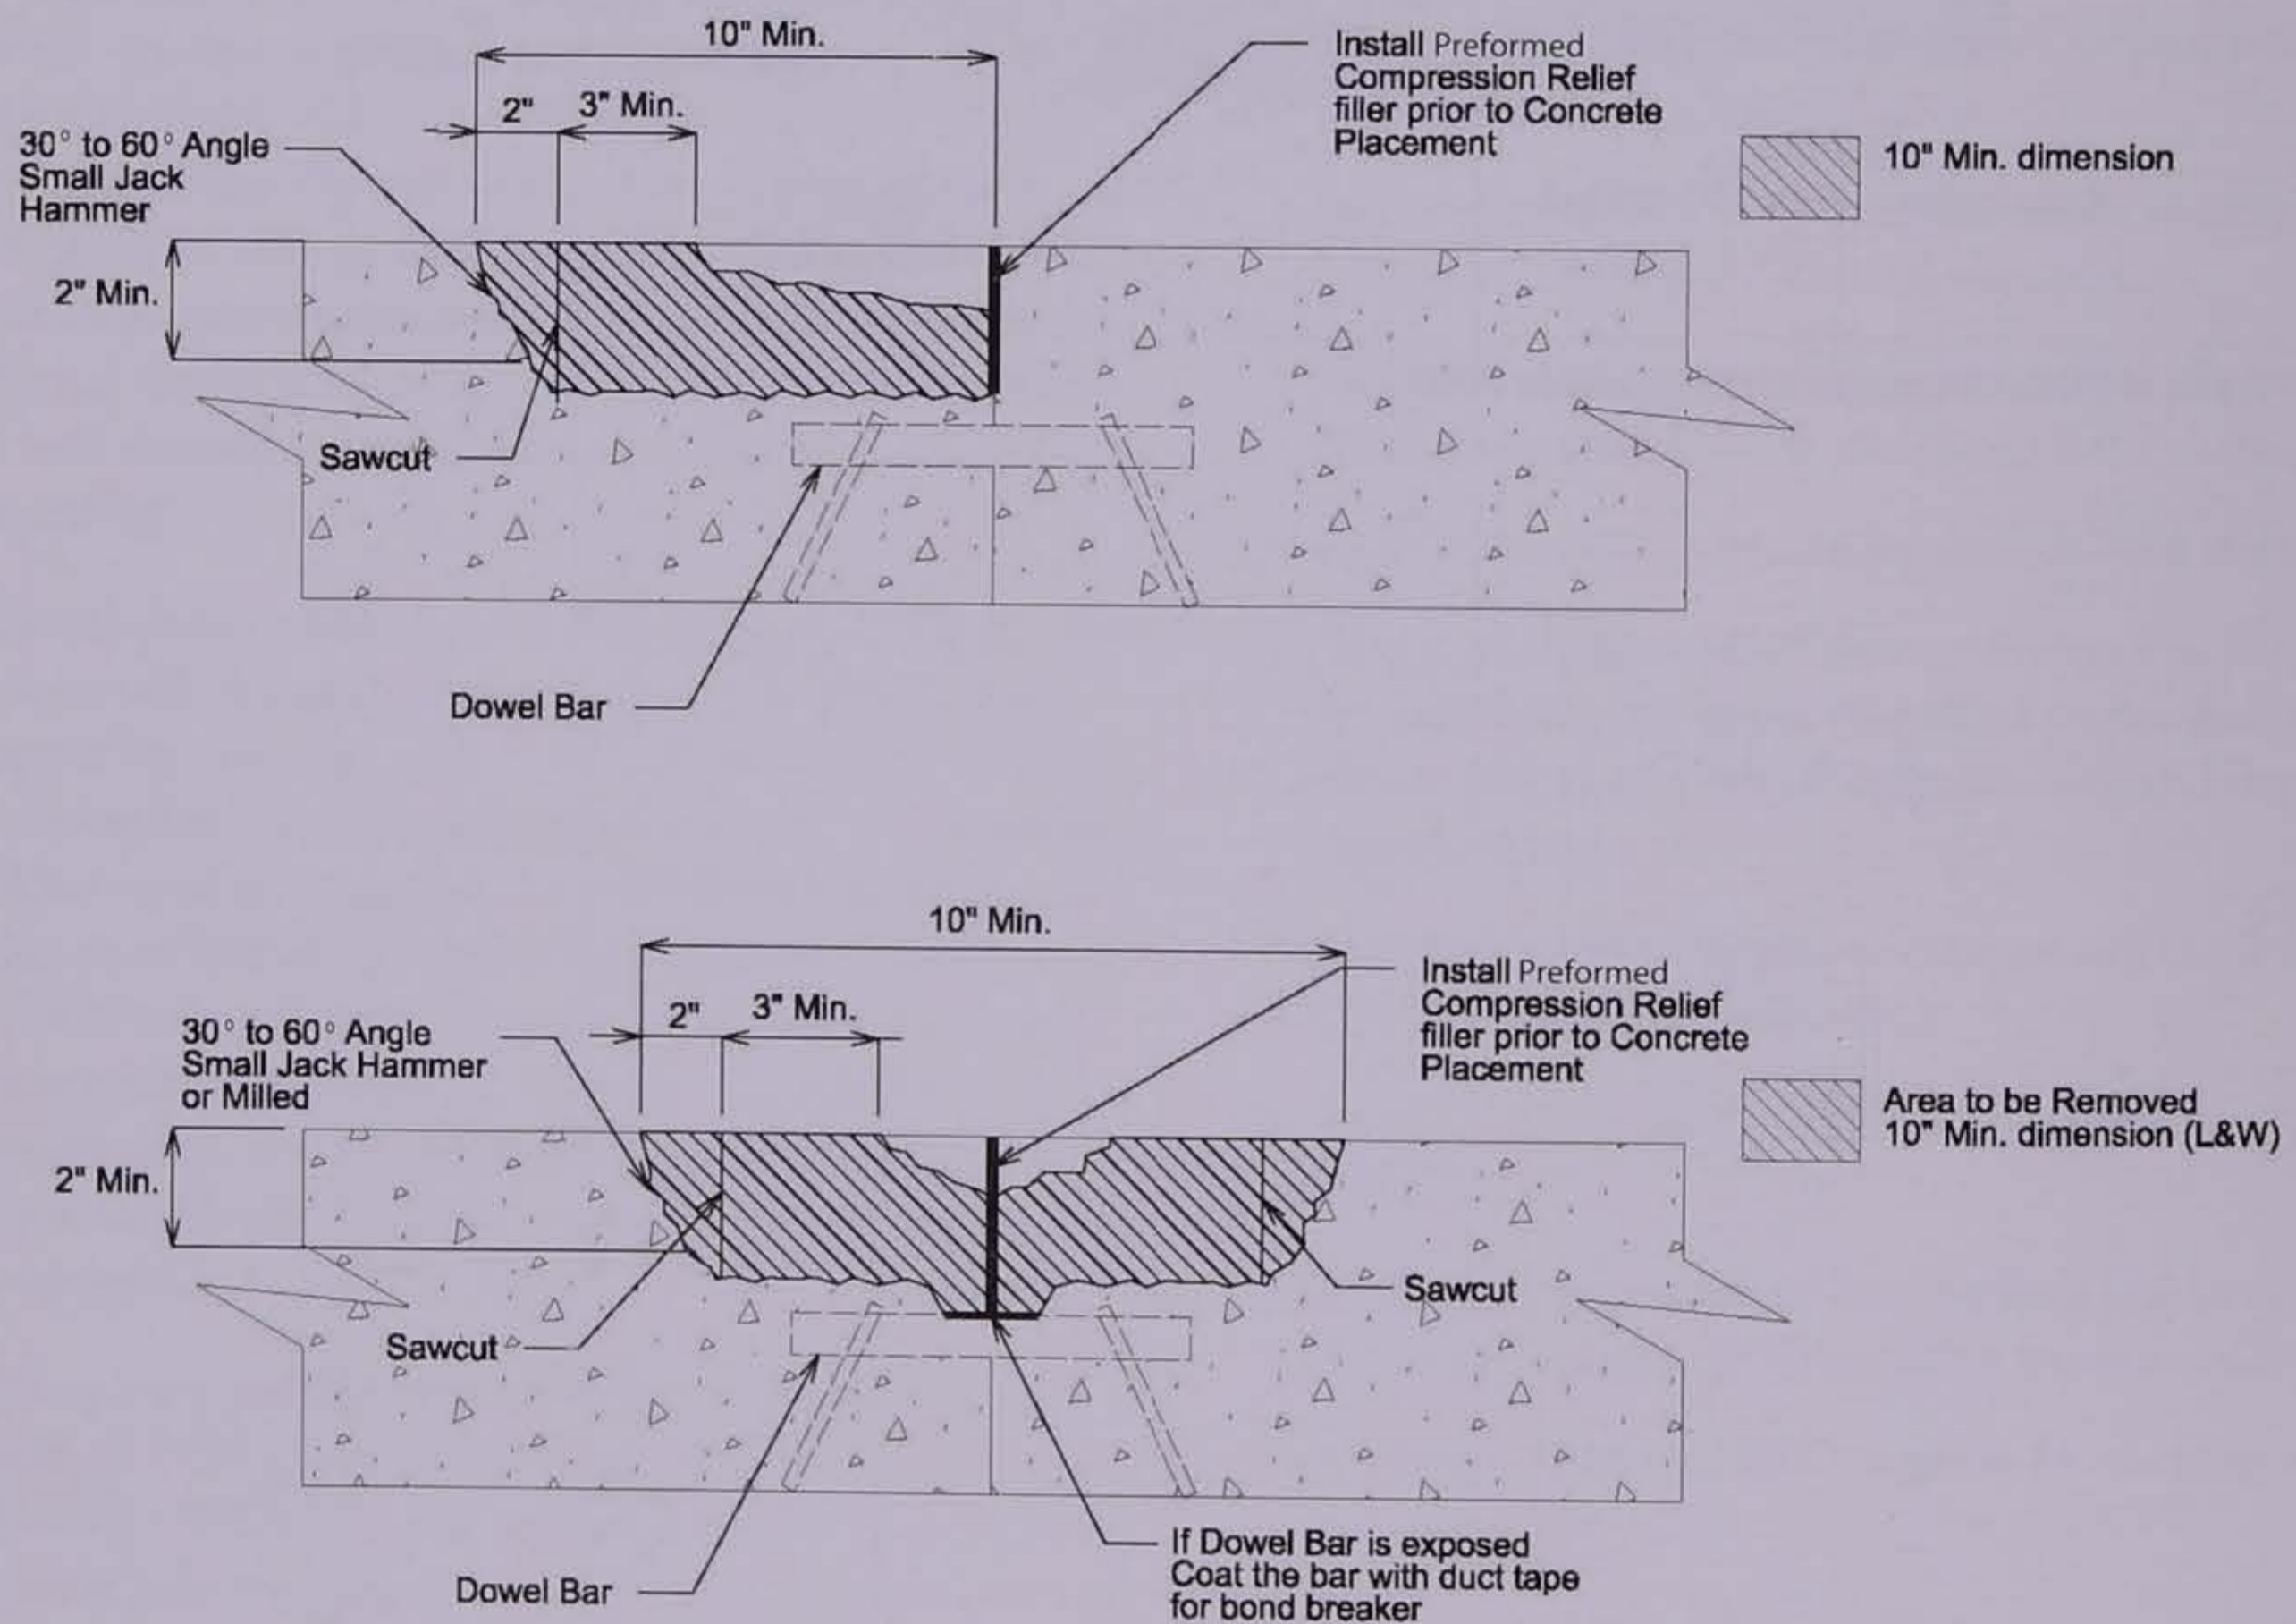 10" Min.
2"
3" Min.
30° to 60° Angle
Small Jack
Hammer
Install Preformed
Compression Relief
filler prior to Concrete
Placement
10" Min. dimension
2" Min.
Sawcut
Dowel Bar
10" Min.
2"
3" Min.
30° to 60° Angle
Small Jack Hammer
or Milled
Install Preformed
Compression Relief
filler prior to Concrete
Placement
Area to be Removed
10" Min. dimension (L&W)
2" Min.
Sawcut
Sawcut
Dowel Bar
If Dowel Bar is exposed
Coat the bar with duct tape
for bond breaker